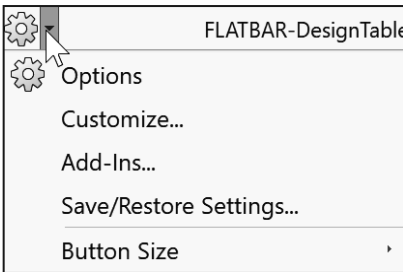 FLATBAR-DesignTable
Options
Customize...
Add-Ins...
Save/Restore Settings...
Button Size